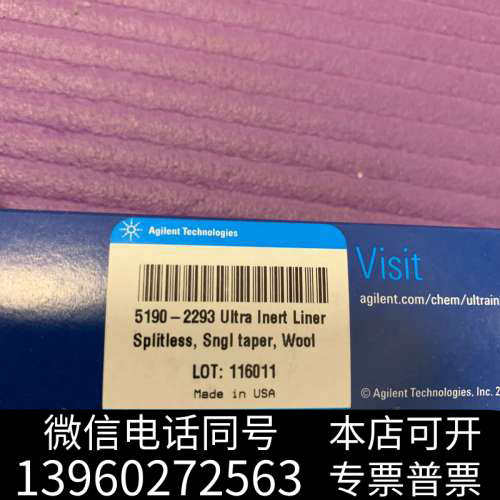 Agilent Technologies
5190-2293 Ultra Inert Liner
Splitless, Sngl taper, Wool
LOT: 116011
Made in USA
Visit
agilent.com/chem/ultrain
© Agilent Technologies, Inc. 2
微信电话同号
13960272563
本店可开
专票普票